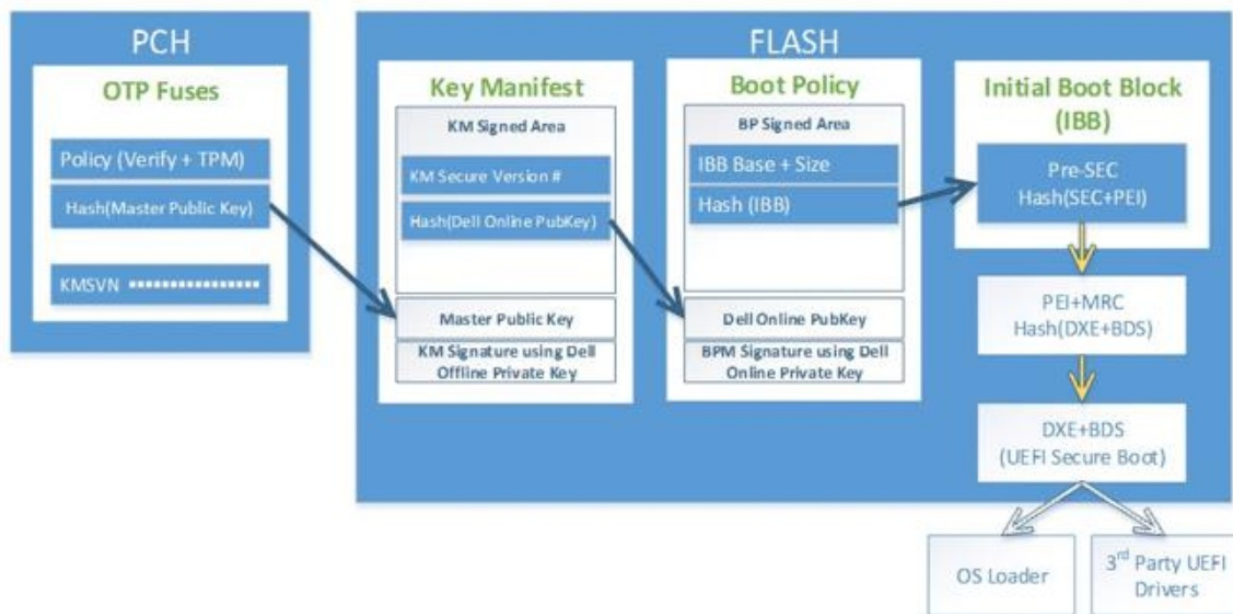 PCH
OTP Fuses
Policy (Verify + TPM)
Hash(Master Public Key)
KMSVN
FLASH
Key Manifest
KM Signed Area
KM Secure Version #
Hash(Dell Online PubKey)
Master Public Key
KM Signature using Dell
Offline Private Key
Boot Policy
BP Signed Area
IBB Base + Size
Hash (IBB)
Dell Online PubKey
BPM Signature using Dell
Online Private Key
Initial Boot Block
(IBB)
Pre-SEC
Hash(SEC+PEI)
PEI+MRC
Hash(DXE+BDS)
DXE+BDS
(UEFI Secure Boot)
OS Loader
3rd Party UEFI
Drivers